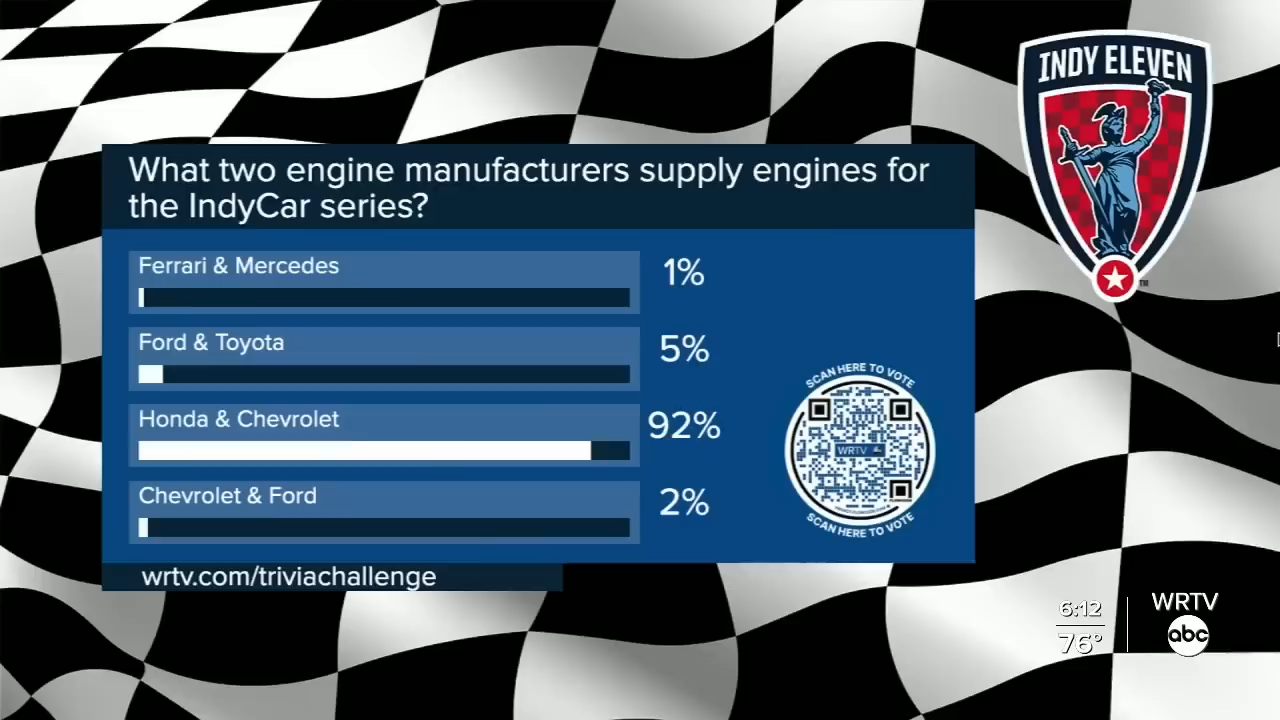 INDY ELEVEN
What two engine manufacturers supply engines for
the IndyCar series?
Ferrari & Mercedes
1%
Ford & Toyota
5%
Honda & Chevrolet
92%
Chevrolet & Ford
2%
SCAN HERE TO VOTE
WRTV
SCAN HERE TO VOTE
wrtv.com/triviachallenge
6:12
76°
WRTV
abc